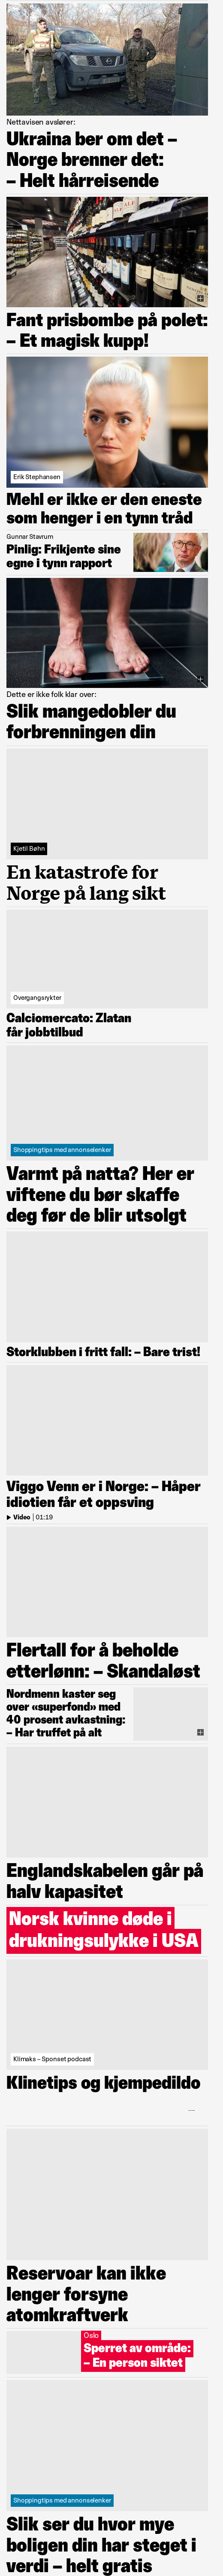 Nettavisen avslører:
Ukraina ber om det –
Norge brenner det:
– Helt hårreisende
Fant prisbombe på polet:
– Et magisk kupp!
Erik Stephansen
Mehl er ikke er den eneste
som henger i en tynn tråd
Gunnar Stavrum
Pinlig: Frikjente sine
egne i tynn rapport
Dette er ikke folk klar over:
Slik mangedobler du
forbrenningen din
Kjetil Bøhn
En katastrofe for
Norge på lang sikt
Overgangsrykter
Calciomercato: Zlatan
får jobbtilbud
Shoppingtips med annonselenker
Varmt på natta? Her er
viftene du bør skaffe
deg før de blir utsolgt
Storklubben i fritt fall: – Bare trist!
Viggo Venn er i Norge: – Håper
idiotien får et oppsving
Video | 01:19
Flertall for å beholde
etterlønn: – Skandaløst
Nordmenn kaster seg
over «superfond» med
40 prosent avkastning:
– Har truffet på alt
Englandskabelen går på
halv kapasitet
Norsk kvinne døde i
drukningsulykke i USA
Klimaks – Sponset podcast
Klinetips og kjempedildo
Reservoar kan ikke
lenger forsyne
atomkraftverk
Oslo
Sperret av område:
– En person siktet
Shoppingtips med annonselenker
Slik ser du hvor mye
boligen din har steget i
verdi – helt gratis